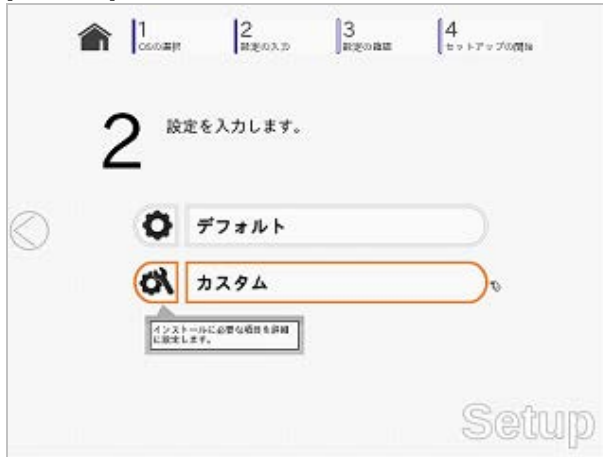 1
OSの選択
2
設定の入力
3
設定の確認
4
セットアップの開始
2
設定を入力します。
デフォルト
カスタム
インストールに必要な項目を詳細
に設定します。
Setup